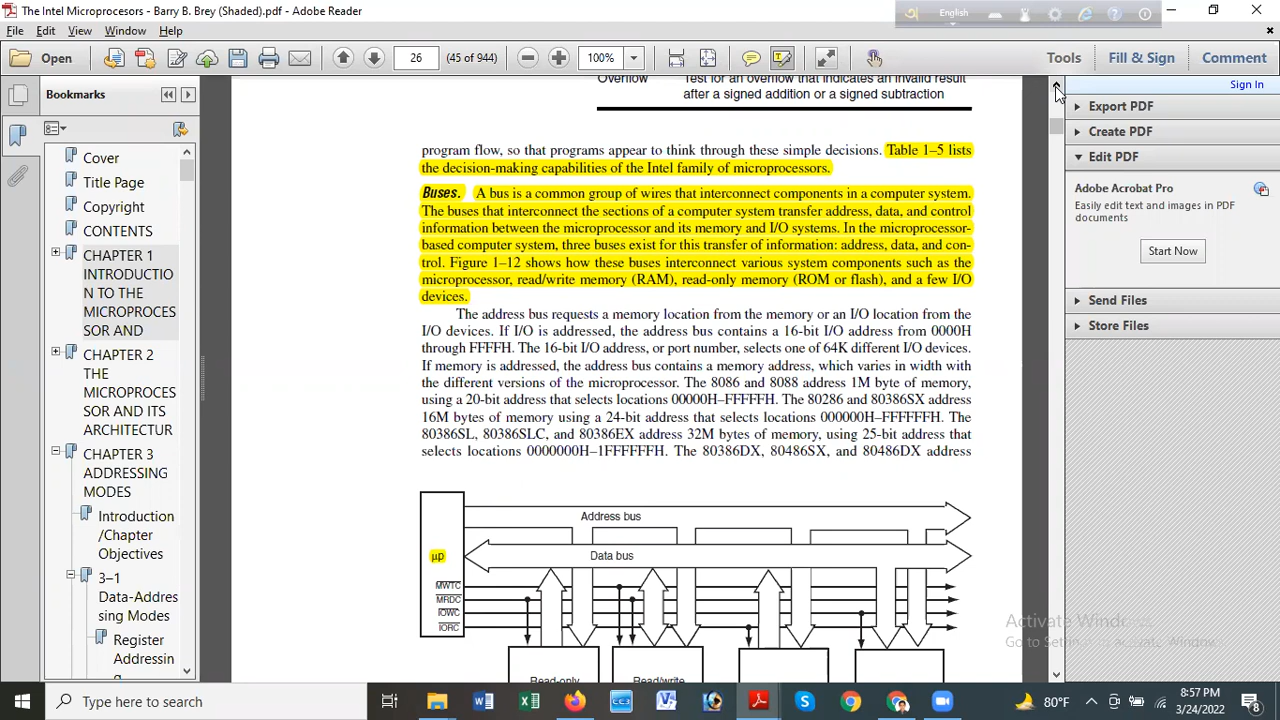 The Intel Microprocesors - Barry B. Brey (Shaded).pdf - Adobe Reader
English
File Edit View Window Help
Open 26 (45 of 944) 100% Tools Fill & Sign Comment
Sign In
Bookmarks
Cover
Title Page
Copyright
CONTENTS
CHAPTER 1
INTRODUCTIO
N TO THE
MICROPROCES
SOR AND
CHAPTER 2
THE
MICROPROCES
SOR AND ITS
ARCHITECTUR
CHAPTER 3
ADDRESSING
MODES
Introduction
/Chapter
Objectives
3–1
Data-Addres
sing Modes
Register
Addressin
g
Overflow Test for an overflow that indicates an invalid result
after a signed addition or a signed subtraction
program flow, so that programs appear to think through these simple decisions. Table 1–5 lists
the decision-making capabilities of the Intel family of microprocessors.
Buses. A bus is a common group of wires that interconnect components in a computer system.
The buses that interconnect the sections of a computer system transfer address, data, and control
information between the microprocessor and its memory and I/O systems. In the microprocessor-
based computer system, three buses exist for this transfer of information: address, data, and con-
trol. Figure 1–12 shows how these buses interconnect various system components such as the
microprocessor, read/write memory (RAM), read-only memory (ROM or flash), and a few I/O
devices.
The address bus requests a memory location from the memory or an I/O location from the
I/O devices. If I/O is addressed, the address bus contains a 16-bit I/O address from 0000H
through FFFFH. The 16-bit I/O address, or port number, selects one of 64K different I/O devices.
If memory is addressed, the address bus contains a memory address, which varies in width with
the different versions of the microprocessor. The 8086 and 8088 address 1M byte of memory,
using a 20-bit address that selects locations 00000H–FFFFFH. The 80286 and 80386SX address
16M bytes of memory using a 24-bit address that selects locations 000000H–FFFFFFH. The
80386SL, 80386SLC, and 80386EX address 32M bytes of memory, using 25-bit address that
selects locations 0000000H–1FFFFFFH. The 80386DX, 80486SX, and 80486DX address
Address bus
µp
Data bus
MWTC
MRDC
IOWC
IORC
Read-only Read/write
Export PDF
Create PDF
Edit PDF
Adobe Acrobat Pro
Easily edit text and images in PDF
documents
Start Now
Send Files
Store Files
Activate Windows
Go to Settings to activate Windows.
Type here to search
80°F
8:57 PM
3/24/2022
8